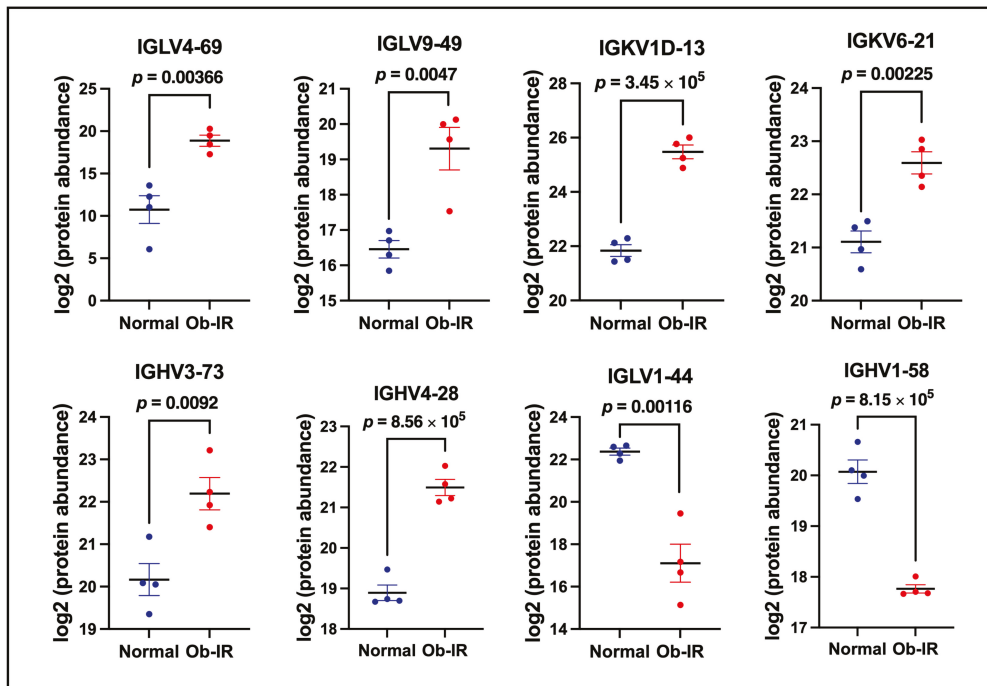 IGLV4-69
p = 0.00366
log2 (protein abundance)
25
20
15
10
5
0
Normal Ob-IR
IGLV9-49
p = 0.0047
log2 (protein abundance)
21
20
19
18
17
16
15
Normal Ob-IR
IGKV1D-13
p = 3.45 × 10⁵
log2 (protein abundance)
28
26
24
22
20
Normal Ob-IR
IGKV6-21
p = 0.00225
log2 (protein abundance)
24
23
22
21
20
Normal Ob-IR
IGHV3-73
p = 0.0092
log2 (protein abundance)
24
23
22
21
20
19
Normal Ob-IR
IGHV4-28
p = 8.56 × 10⁵
log2 (protein abundance)
23
22
21
20
19
18
Normal Ob-IR
IGLV1-44
p = 0.00116
log2 (protein abundance)
24
22
20
18
16
14
Normal Ob-IR
IGHV1-58
p = 8.15 × 10⁵
log2 (protein abundance)
21
20
19
18
17
Normal Ob-IR